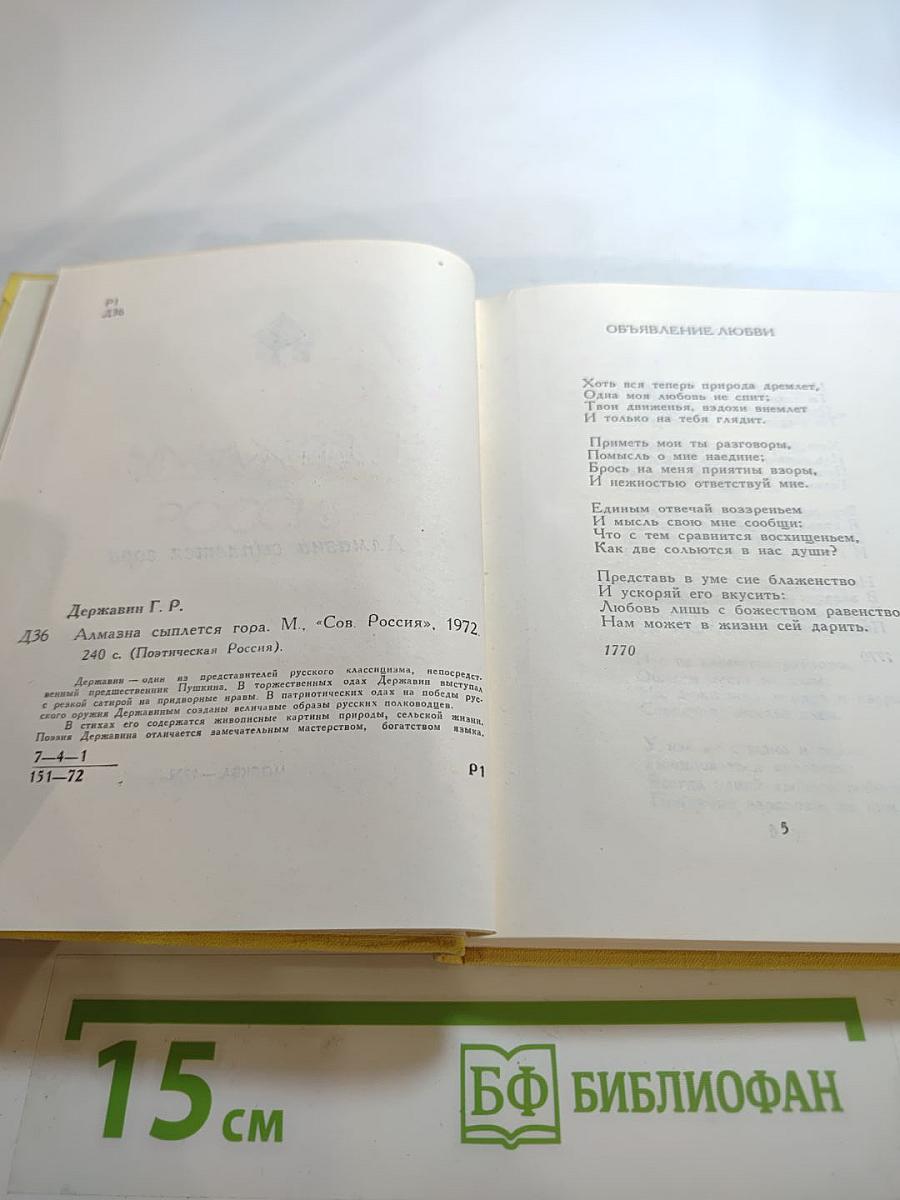 Р1
Д36
Державин Г. Р.
Д36 Алмазна сыплется гора. М., «Сов. Россия», 1972.
240 с. (Поэтическая Россия).
Державин — один из представителей русского классицизма, непосредст-
венный предшественник Пушкина. В торжественных одах Державин выступал
с резкой сатирой на придворные нравы. В патриотических одах на победы рус-
ского оружия Державиным созданы величавые образы русских полководцев.
В стихах его содержатся живописные картины природы, сельской жизни.
Поэзия Державина отличается замечательным мастерством, богатством языка.
7—4—1
151—72
Р1
ОБЪЯВЛЕНИЕ ЛЮБВИ
Хоть вся теперь природа дремлет,
Одна моя любовь не спит;
Твои движенья, вздохи внемлет
И только на тебя глядит.
Приметь мои ты разговоры,
Помысль о мне наедине;
Брось на меня приятны взоры,
И нежностью ответствуй мне.
Единым отвечай воззреньем
И мысль свою мне сообщи:
Что с тем сравнится восхищеньем,
Как две сольются в нас души?
Представь в уме сие блаженство
И ускоряй его вкусить:
Любовь лишь с божеством равенство
Нам может в жизни сей дарить.
1770
5
15 см
БФ БИБЛИОФАН